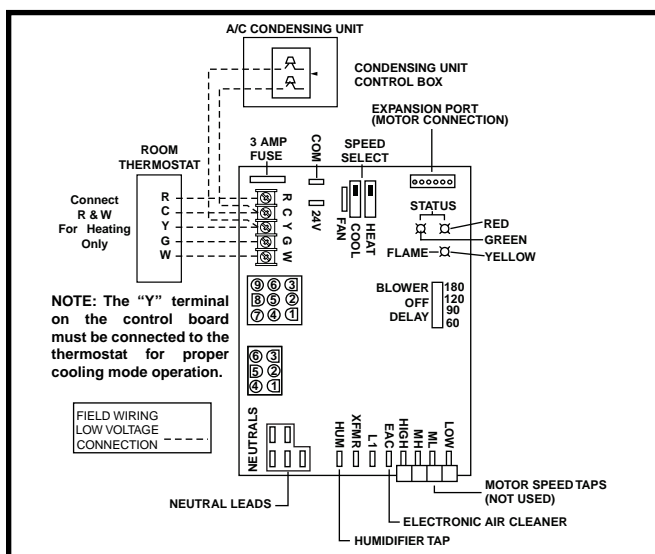 A/C CONDENSING UNIT
CONDENSING UNIT
CONTROL BOX
EXPANSION PORT
(MOTOR CONNECTION)
ROOM
THERMOSTAT
3 AMP
FUSE
COM
SPEED
SELECT
Connect
R & W
For Heating
Only
R
C
Y
G
W
R
C
Y
G
W
24V
FAN
COOL
HEAT
STATUS
RED
GREEN
FLAME
YELLOW
NOTE: The “Y” terminal
on the control board
must be connected to the
thermostat for proper
cooling mode operation.
9 6 3
8 5 2
7 4 1
BLOWER
OFF
DELAY
180
120
90
60
6 3
5 2
4 1
FIELD WIRING
LOW VOLTAGE
CONNECTION
NEUTRALS
HUM
XFMR
L1
EAC
HIGH
MH
ML
LOW
NEUTRAL LEADS
MOTOR SPEED TAPS
(NOT USED)
ELECTRONIC AIR CLEANER
HUMIDIFIER TAP